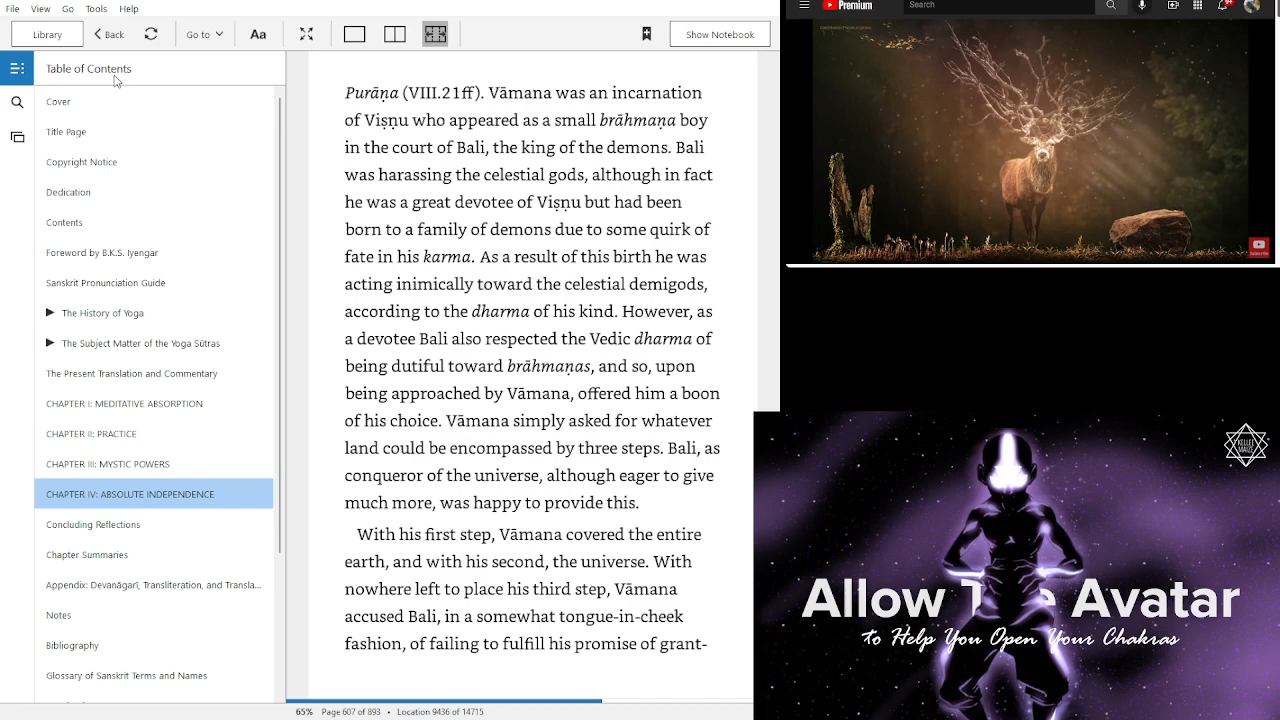 File View Go Tools Help
Library Back Go to Aa Show Notebook
Table of Contents
Cover
Title Page
Copyright Notice
Dedication
Contents
Foreword by B.K.S. Iyengar
Sanskrit Pronunciation Guide
The History of Yoga
The Subject Matter of the Yoga Sūtras
The Present Translation and Commentary
CHAPTER I: MEDITATIVE ABSORPTION
CHAPTER II: PRACTICE
CHAPTER III: MYSTIC POWERS
CHAPTER IV: ABSOLUTE INDEPENDENCE
Concluding Reflections
Chapter Summaries
Appendix: Devanāgarī, Transliteration, and Transla...
Notes
Bibliography
Glossary of Sanskrit Terms and Names
Purāṇa (VIII.21ff). Vāmana was an incarnation
of Viṣṇu who appeared as a small brāhmaṇa boy
in the court of Bali, the king of the demons. Bali
was harassing the celestial gods, although in fact
he was a great devotee of Viṣṇu but had been
born to a family of demons due to some quirk of
fate in his karma. As a result of this birth he was
acting inimically toward the celestial demigods,
according to the dharma of his kind. However, as
a devotee Bali also respected the Vedic dharma of
being dutiful toward brāhmaṇas, and so, upon
being approached by Vāmana, offered him a boon
of his choice. Vāmana simply asked for whatever
land could be encompassed by three steps. Bali, as
conqueror of the universe, although eager to give
much more, was happy to provide this.
With his first step, Vāmana covered the entire
earth, and with his second, the universe. With
nowhere left to place his third step, Vāmana
accused Bali, in a somewhat tongue-in-cheek
fashion, of failing to fulfill his promise of grant-
65% Page 607 of 893 • Location 9436 of 14715
Premium Search 9+
Allow The Avatar
to Help You Open Your Chakras